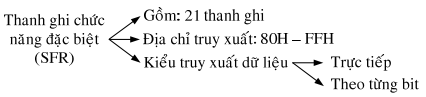 Thanh ghi chức
năng đặc biệt
(SFR)
Gồm: 21 thanh ghi
Địa chỉ truy xuất: 80H – FFH
Kiểu truy xuất dữ liệu
Trực tiếp
Theo từng bit